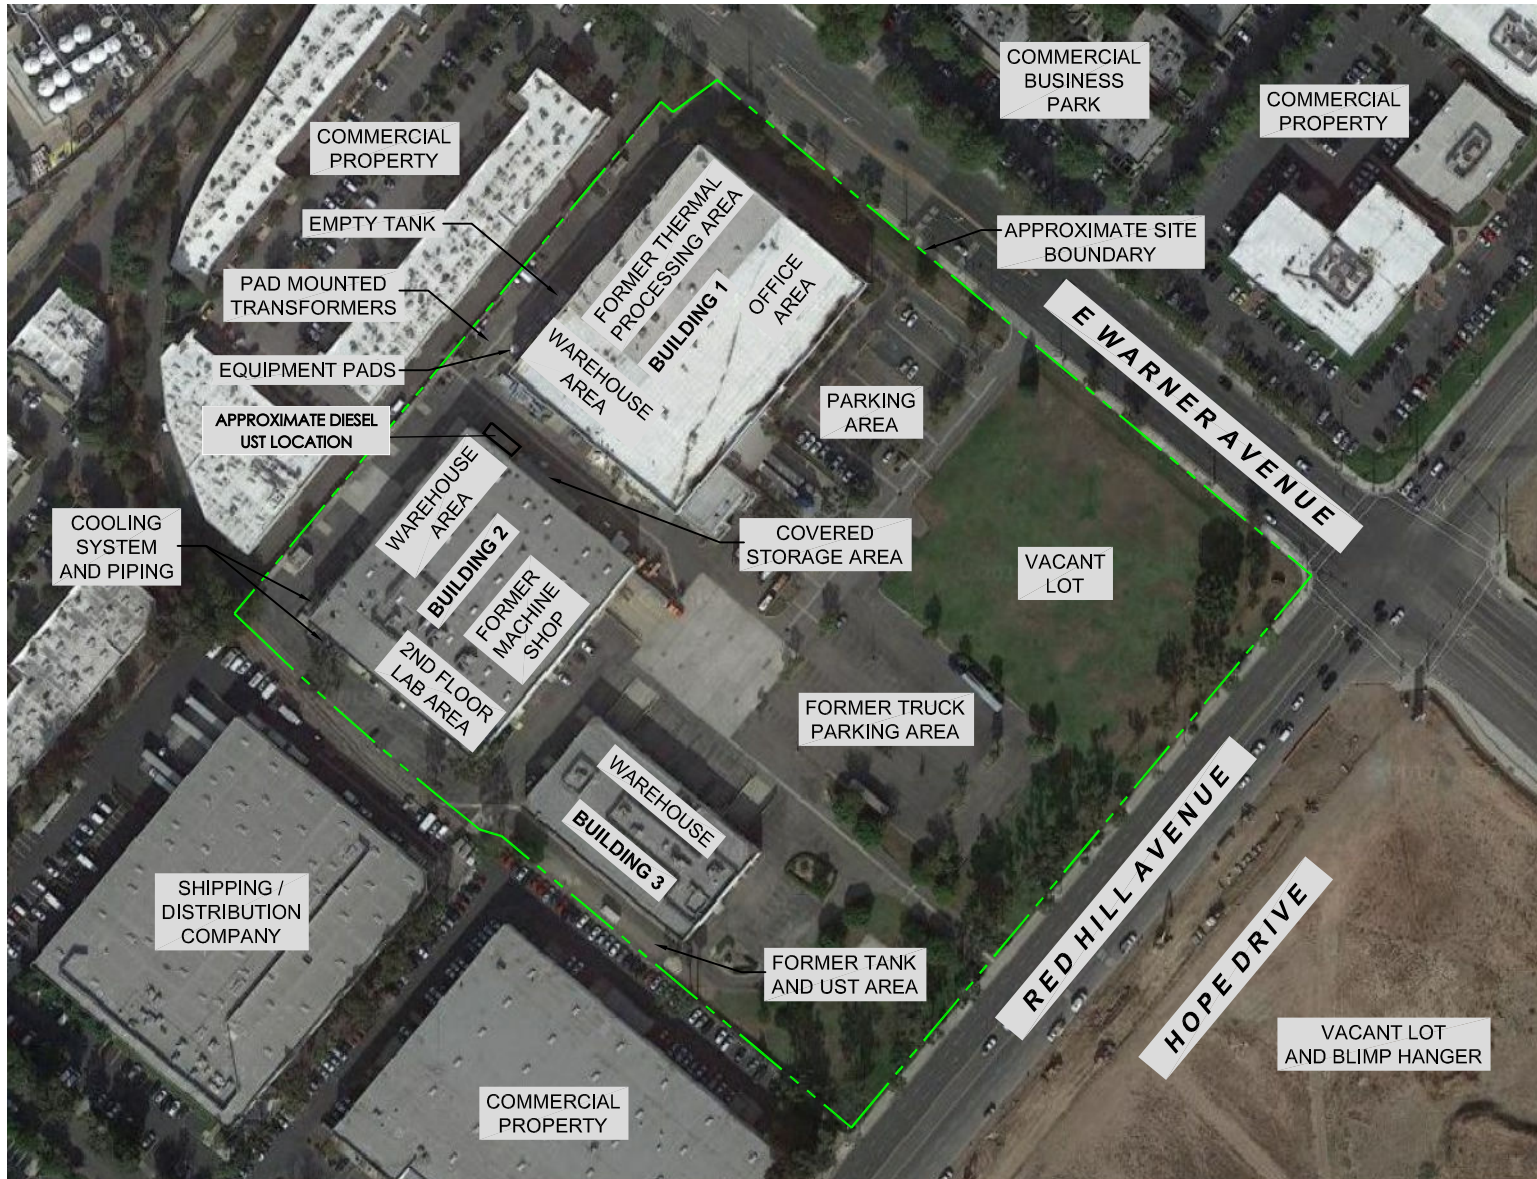 COMMERCIAL
BUSINESS
PARK
COMMERCIAL
PROPERTY
COMMERCIAL
PROPERTY
EMPTY TANK
PAD MOUNTED
TRANSFORMERS
EQUIPMENT PADS
APPROXIMATE DIESEL
UST LOCATION
FORMER THERMAL
PROCESSING AREA
BUILDING 1
OFFICE
AREA
WAREHOUSE
AREA
APPROXIMATE SITE
BOUNDARY
E WARNER AVENUE
PARKING
AREA
COOLING
SYSTEM
AND PIPING
WAREHOUSE
AREA
BUILDING 2
FORMER
MACHINE
SHOP
2ND FLOOR
LAB AREA
COVERED
STORAGE AREA
VACANT
LOT
FORMER TRUCK
PARKING AREA
WAREHOUSE
BUILDING 3
SHIPPING /
DISTRIBUTION
COMPANY
FORMER TANK
AND UST AREA
RED HILL AVENUE
HOPE DRIVE
VACANT LOT
AND BLIMP HANGER
COMMERCIAL
PROPERTY